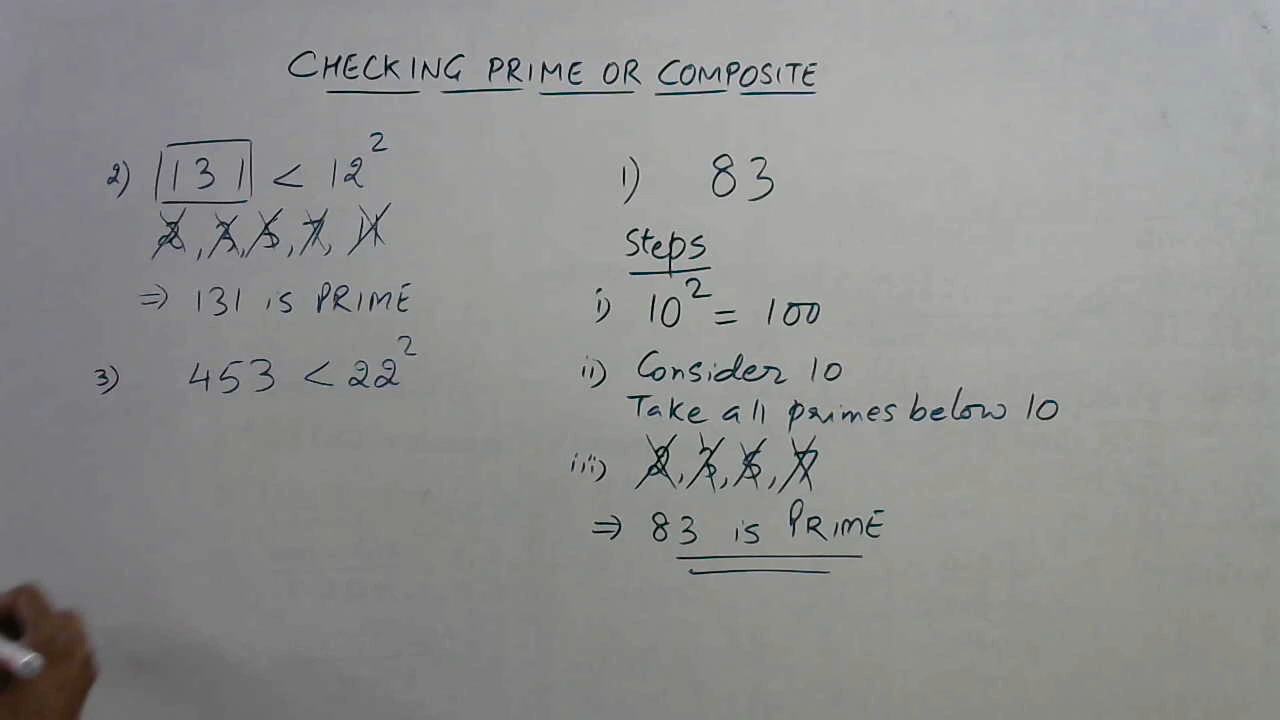 CHECKING PRIME OR COMPOSITE
2) 131 < 12²
2, 3, 5, 7, 11
⇒ 131 is PRIME
3) 453 < 22²
1) 83
Steps
i) 10² = 100
ii) Consider 10
Take all primes below 10
iii) 2, 3, 5, 7
⇒ 83 is PRIME